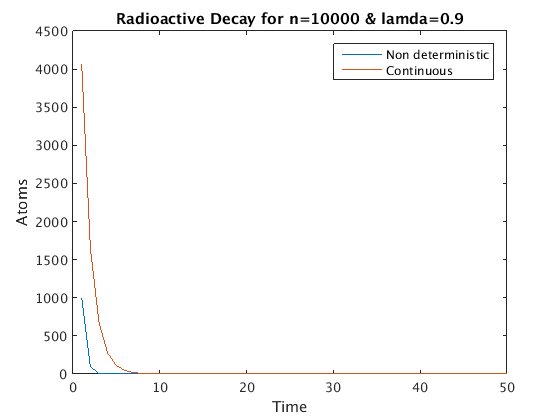 Radioactive Decay for n=10000 & lamda=0.9
4500
4000
3500
3000
2500
2000
1500
1000
500
0
Atoms
Non deterministic
Continuous
0 10 20 30 40 50
Time